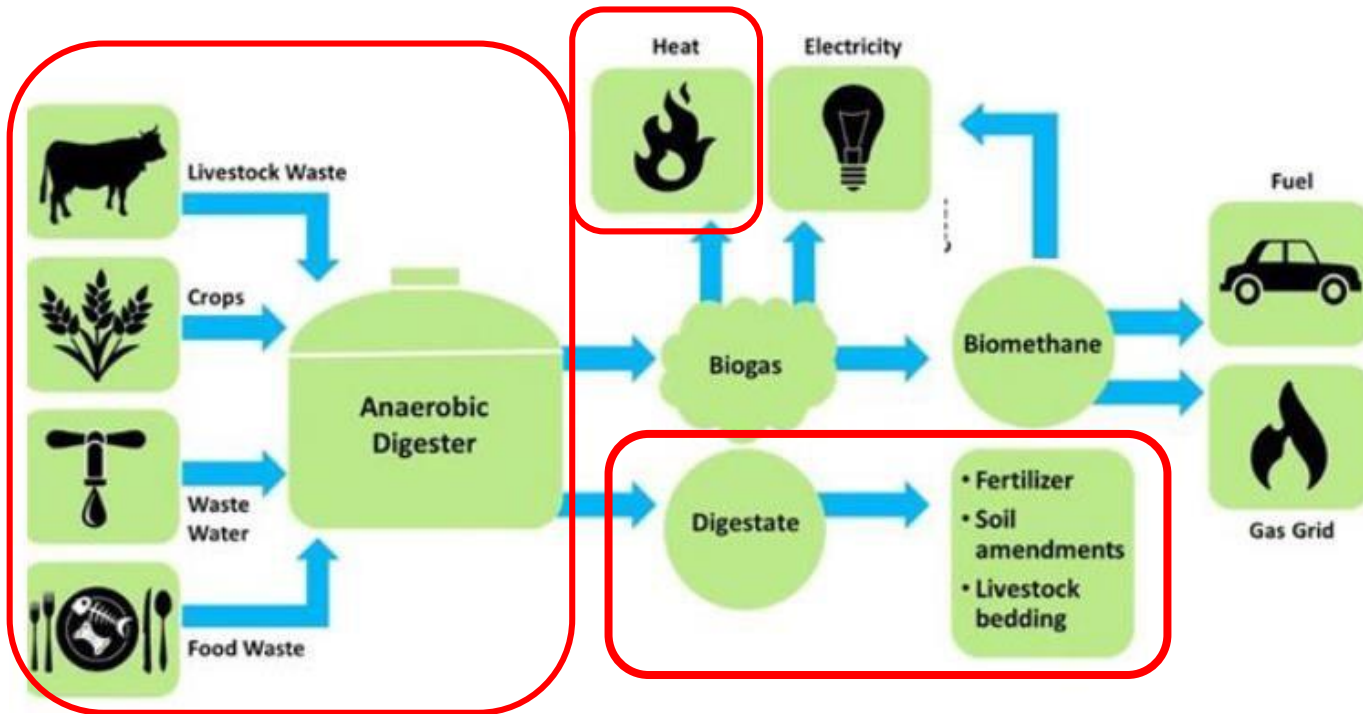 Heat
Electricity
Livestock Waste
Fuel
Crops
Biogas
Biomethane
Anaerobic
Digester
Waste
Water
Digestate
• Fertilizer
• Soil
amendments
• Livestock
bedding
Gas Grid
Food Waste